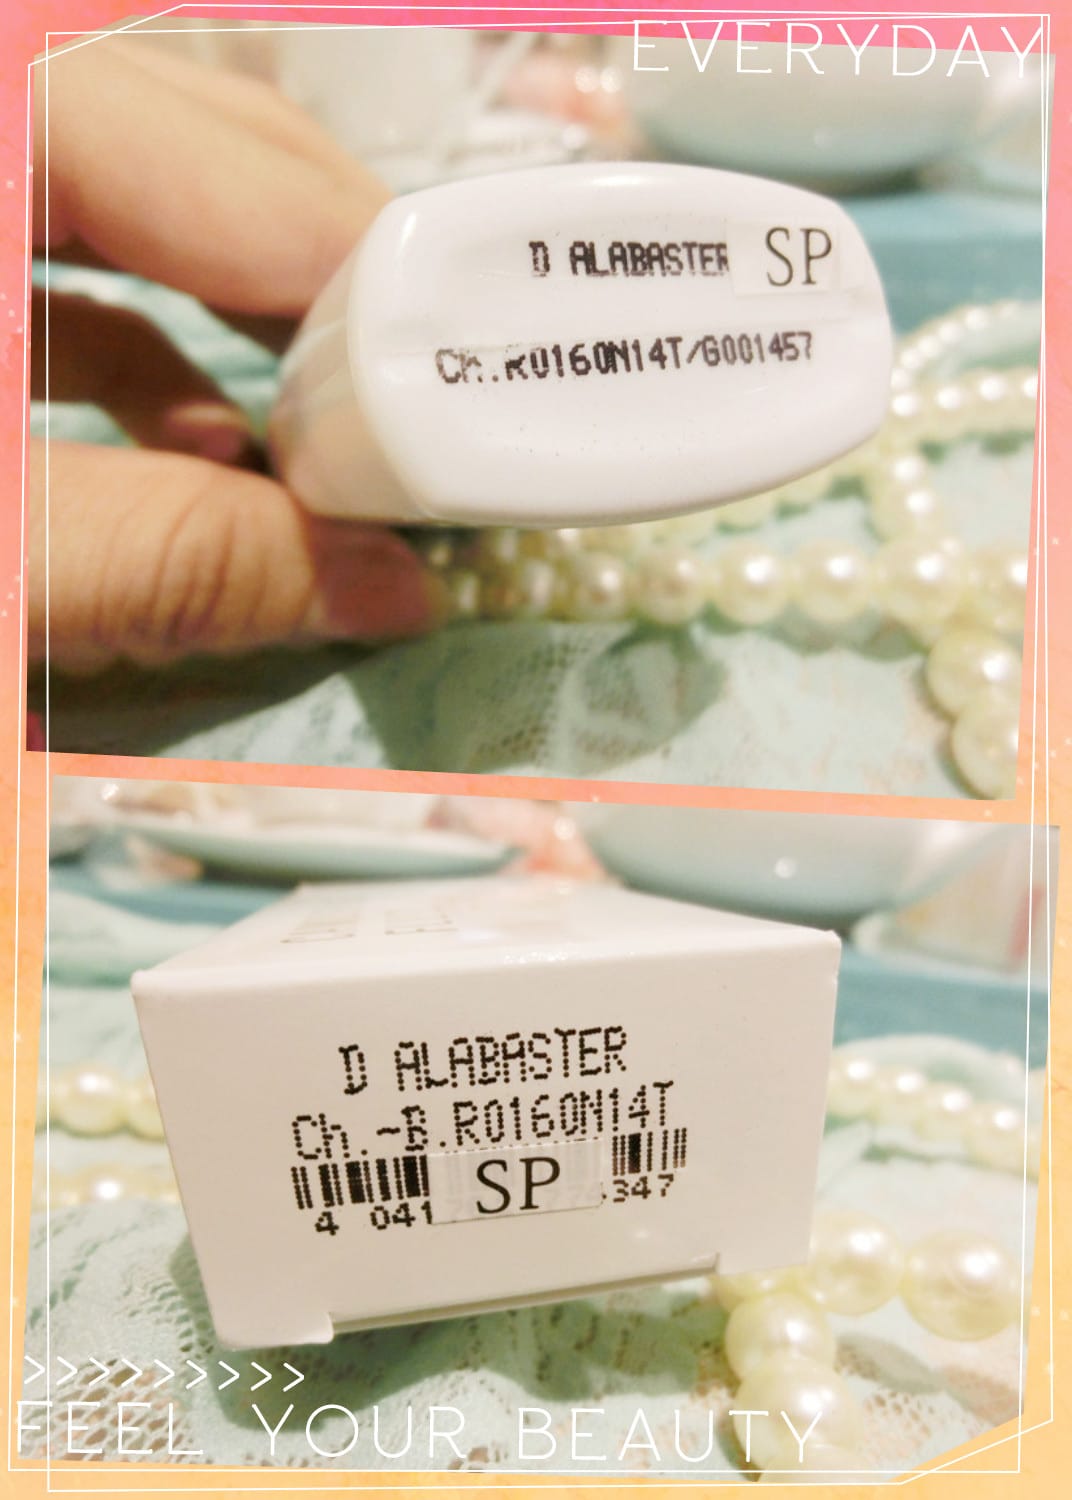 EVERYDAY
D ALABASTER SP
Ch.R0160N14T/G001457
D ALABASTER
Ch.-B.R0160N14T
SP
4 041 347
FEEL YOUR BEAUTY